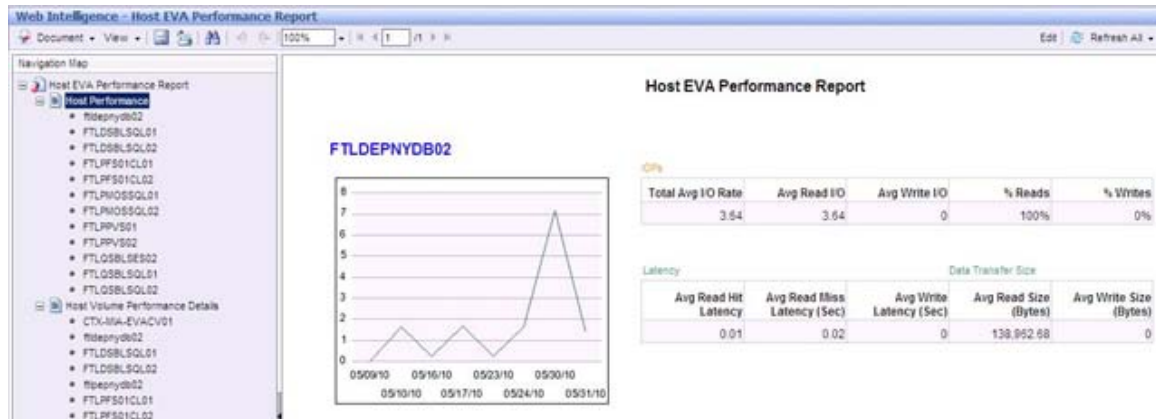 Web Intelligence - Host EVA Performance Report
Document View 100% 1 /1 Edit Refresh All
Navigation Map
Host EVA Performance Report
Host Performance
ftldepnydb02
FTLDSBLSQL01
FTLDSBLSQL02
FTLPFS01CL01
FTLPFS01CL02
FTLPMOSSQL01
FTLPMOSSQL02
FTLPPVS01
FTLPPVS02
FTLQSBLSES02
FTLQSBLSQL01
FTLQSBLSQL02
Host Volume Performance Details
CTX-MIA-EVACV01
ftldepnydb02
FTLDSBLSQL01
FTLDSBLSQL02
FTLPFS01CL01
FTLPFS01CL02
Host EVA Performance Report
FTLDEPNYDB02
8
7
6
5
4
3
2
1
0
05/09/10 05/16/10 05/23/10 05/30/10
05/10/10 05/17/10 05/24/10 05/31/10
Total Avg I/O Rate Avg Read I/O Avg Write I/O % Reads % Writes
3.64 3.64 0 100% 0%
Latency Data Transfer Size
Avg Read Hit Latency Avg Read Miss Latency (Sec) Avg Write Latency (Sec) Avg Read Size (Bytes) Avg Write Size (Bytes)
0.01 0.02 0 138,962.68 0